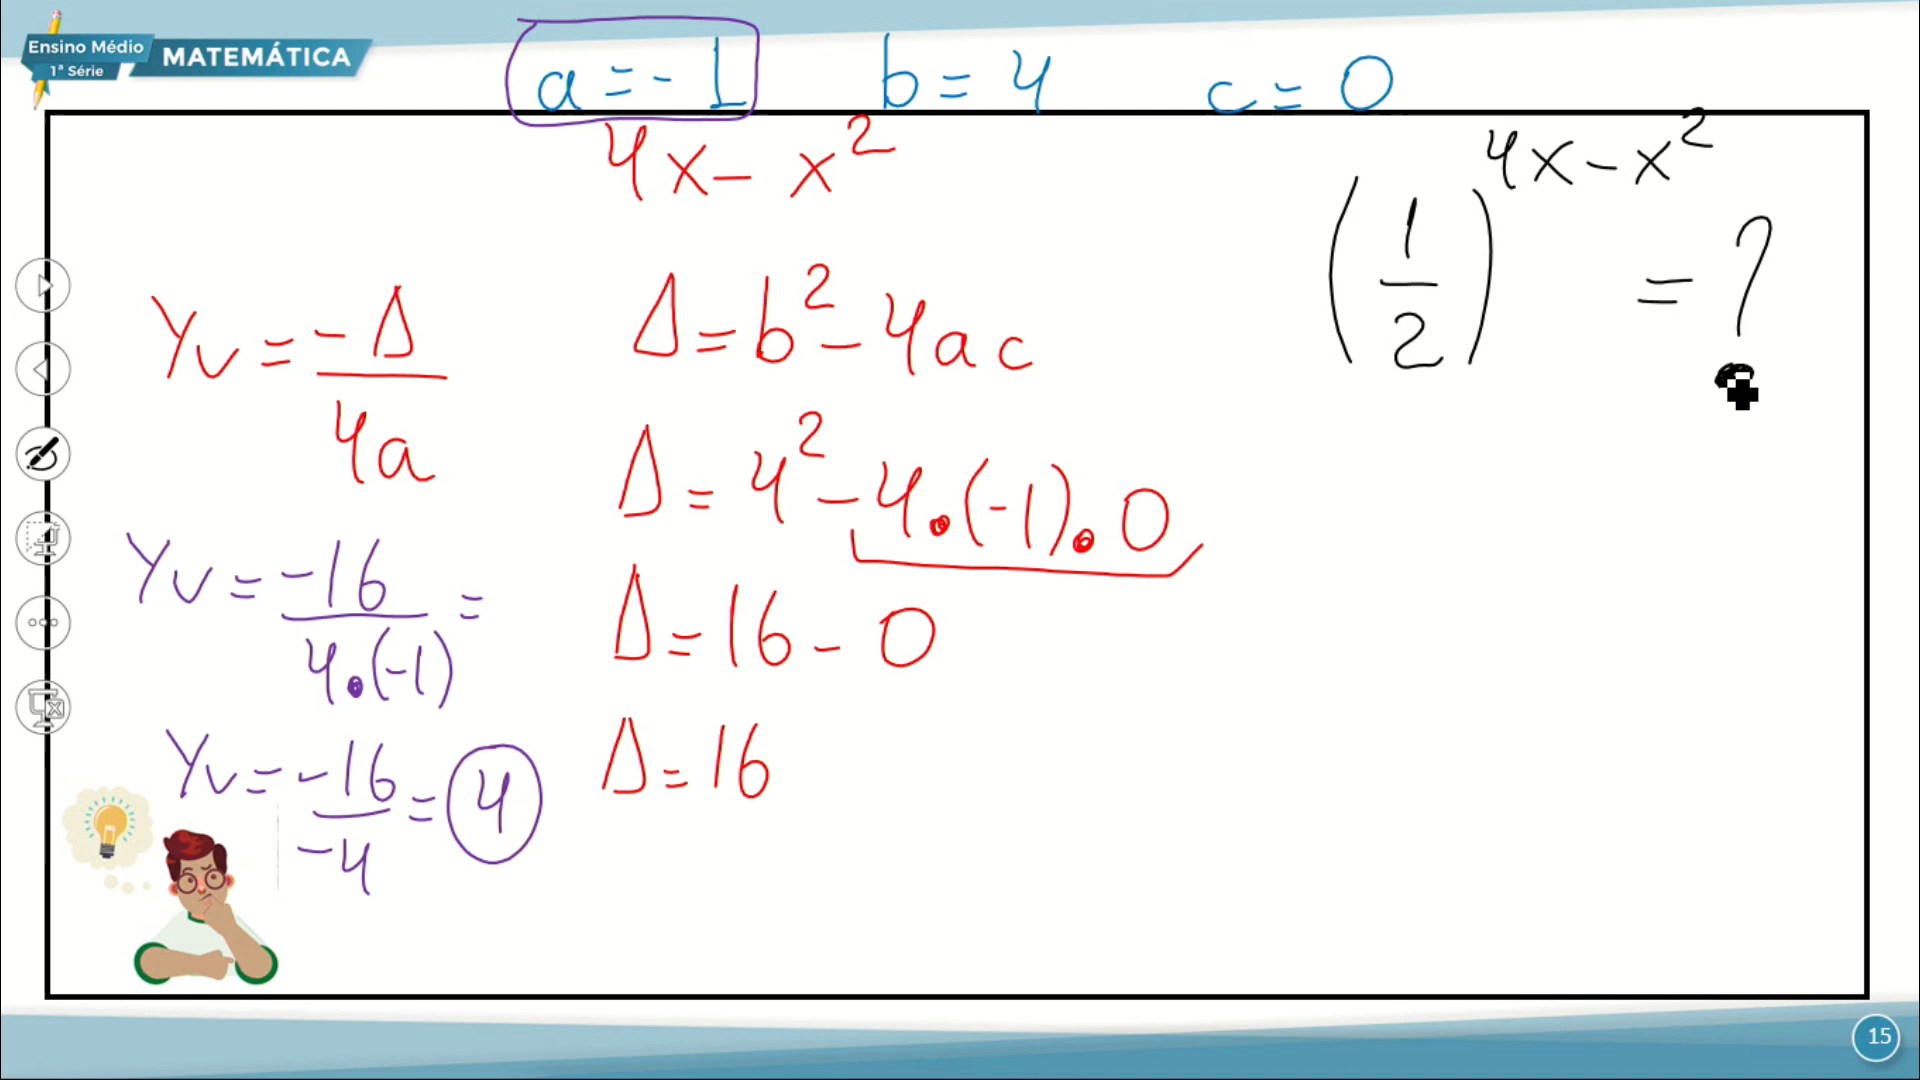 Ensino Médio
1ª Série
MATEMÁTICA
a = -1 b = 4 c = 0
4x - x²
(1/2)^(4x - x²) = ?
Yv = -Δ/4a
Δ = b² - 4ac
Δ = 4² - 4.(-1).0
Yv = -16/4.(-1) =
Δ = 16 - 0
Yv = -16/-4 = 4
Δ = 16
15